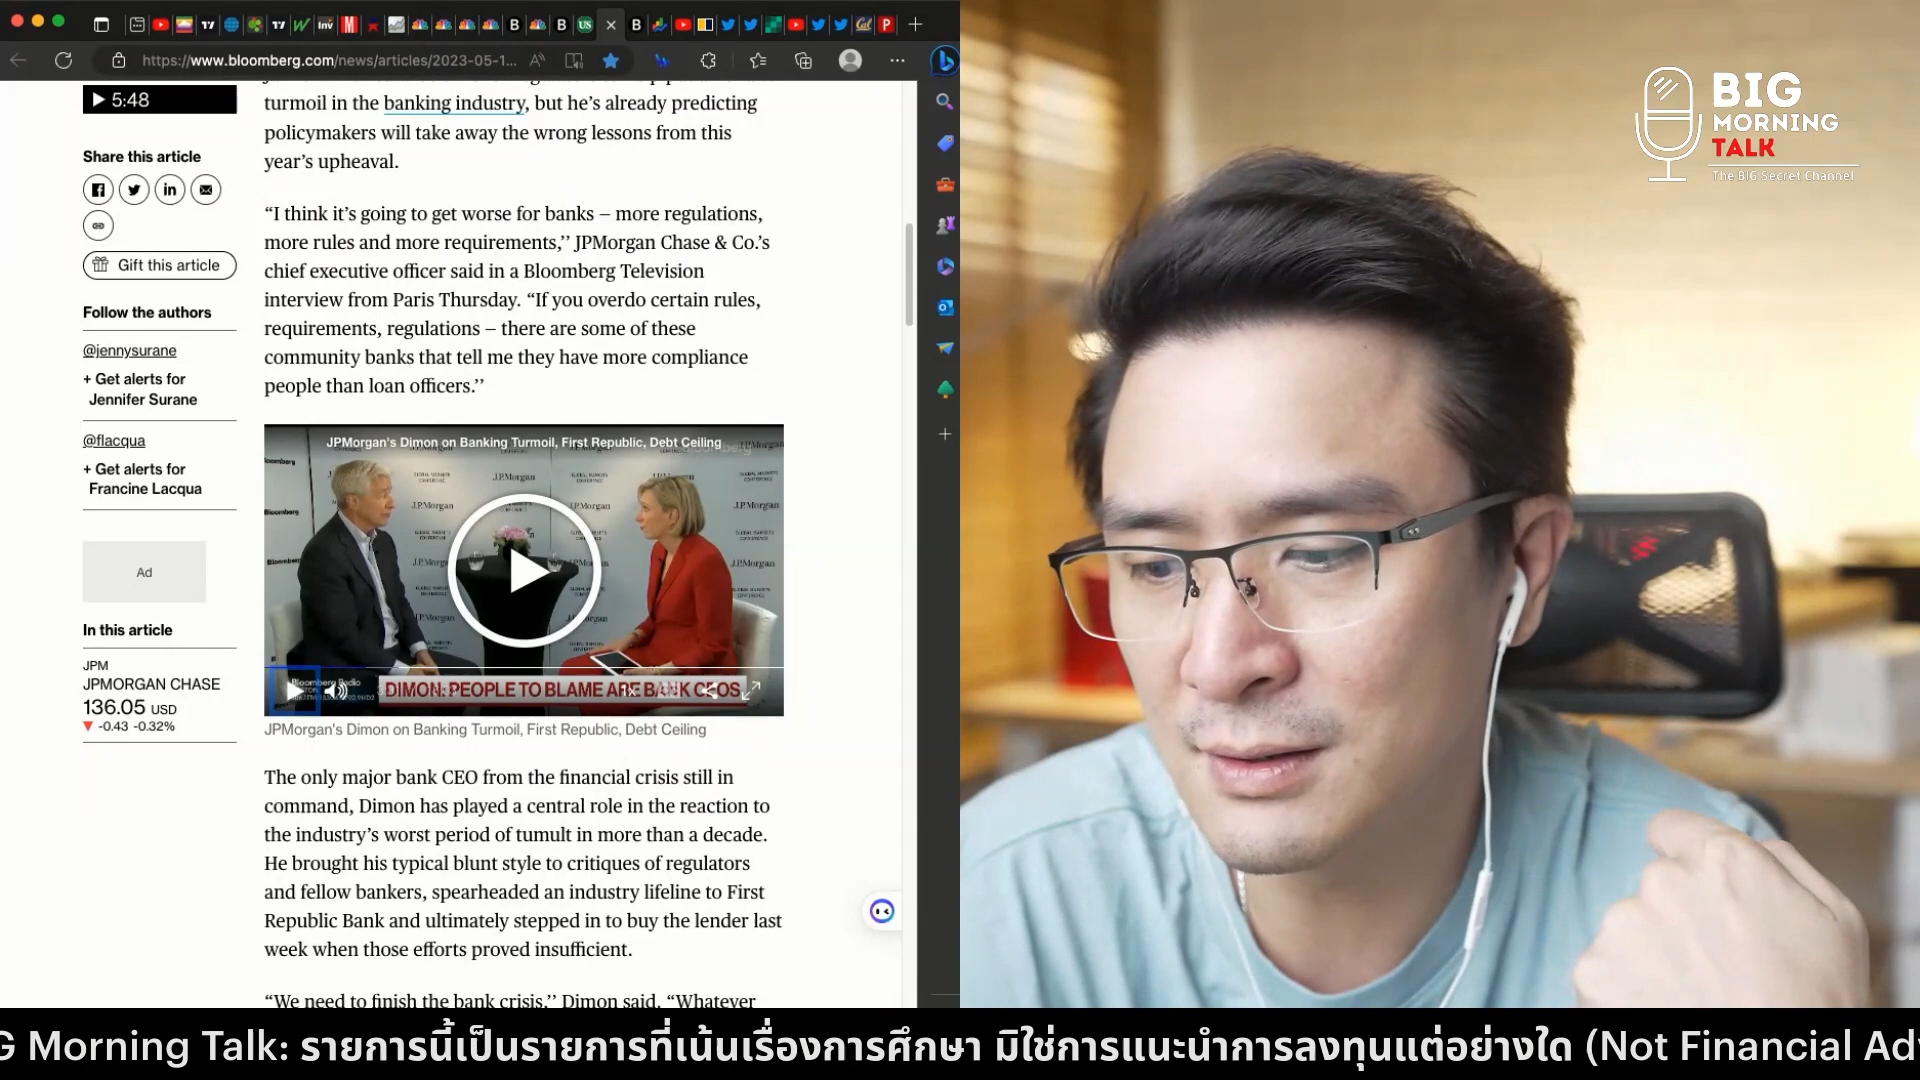 https://www.bloomberg.com/news/articles/2023-05-1...
5:48
Share this article
Gift this article
Follow the authors
@jennysurane
+ Get alerts for
Jennifer Surane
@flacqua
+ Get alerts for
Francine Lacqua
Ad
In this article
JPM
JPMORGAN CHASE
136.05 USD
-0.43 -0.32%
turmoil in the banking industry, but he’s already predicting
policymakers will take away the wrong lessons from this
year’s upheaval.
“I think it’s going to get worse for banks – more regulations,
more rules and more requirements,’’ JPMorgan Chase & Co.’s
chief executive officer said in a Bloomberg Television
interview from Paris Thursday. “If you overdo certain rules,
requirements, regulations – there are some of these
community banks that tell me they have more compliance
people than loan officers.’’
JPMorgan's Dimon on Banking Turmoil, First Republic, Debt Ceiling
J.P.Morgan
Bloomberg Radio
DIMON: PEOPLE TO BLAME ARE BANK CEOS
JPMorgan's Dimon on Banking Turmoil, First Republic, Debt Ceiling
The only major bank CEO from the financial crisis still in
command, Dimon has played a central role in the reaction to
the industry’s worst period of tumult in more than a decade.
He brought his typical blunt style to critiques of regulators
and fellow bankers, spearheaded an industry lifeline to First
Republic Bank and ultimately stepped in to buy the lender last
week when those efforts proved insufficient.
“We need to finish the bank crisis,’’ Dimon said. “Whatever
BIG
MORNING
TALK
The BIG Secret Channel
G Morning Talk: รายการนี้เป็นรายการที่เน้นเรื่องการศึกษา มิใช่การแนะนำการลงทุนแต่อย่างใด (Not Financial Adv